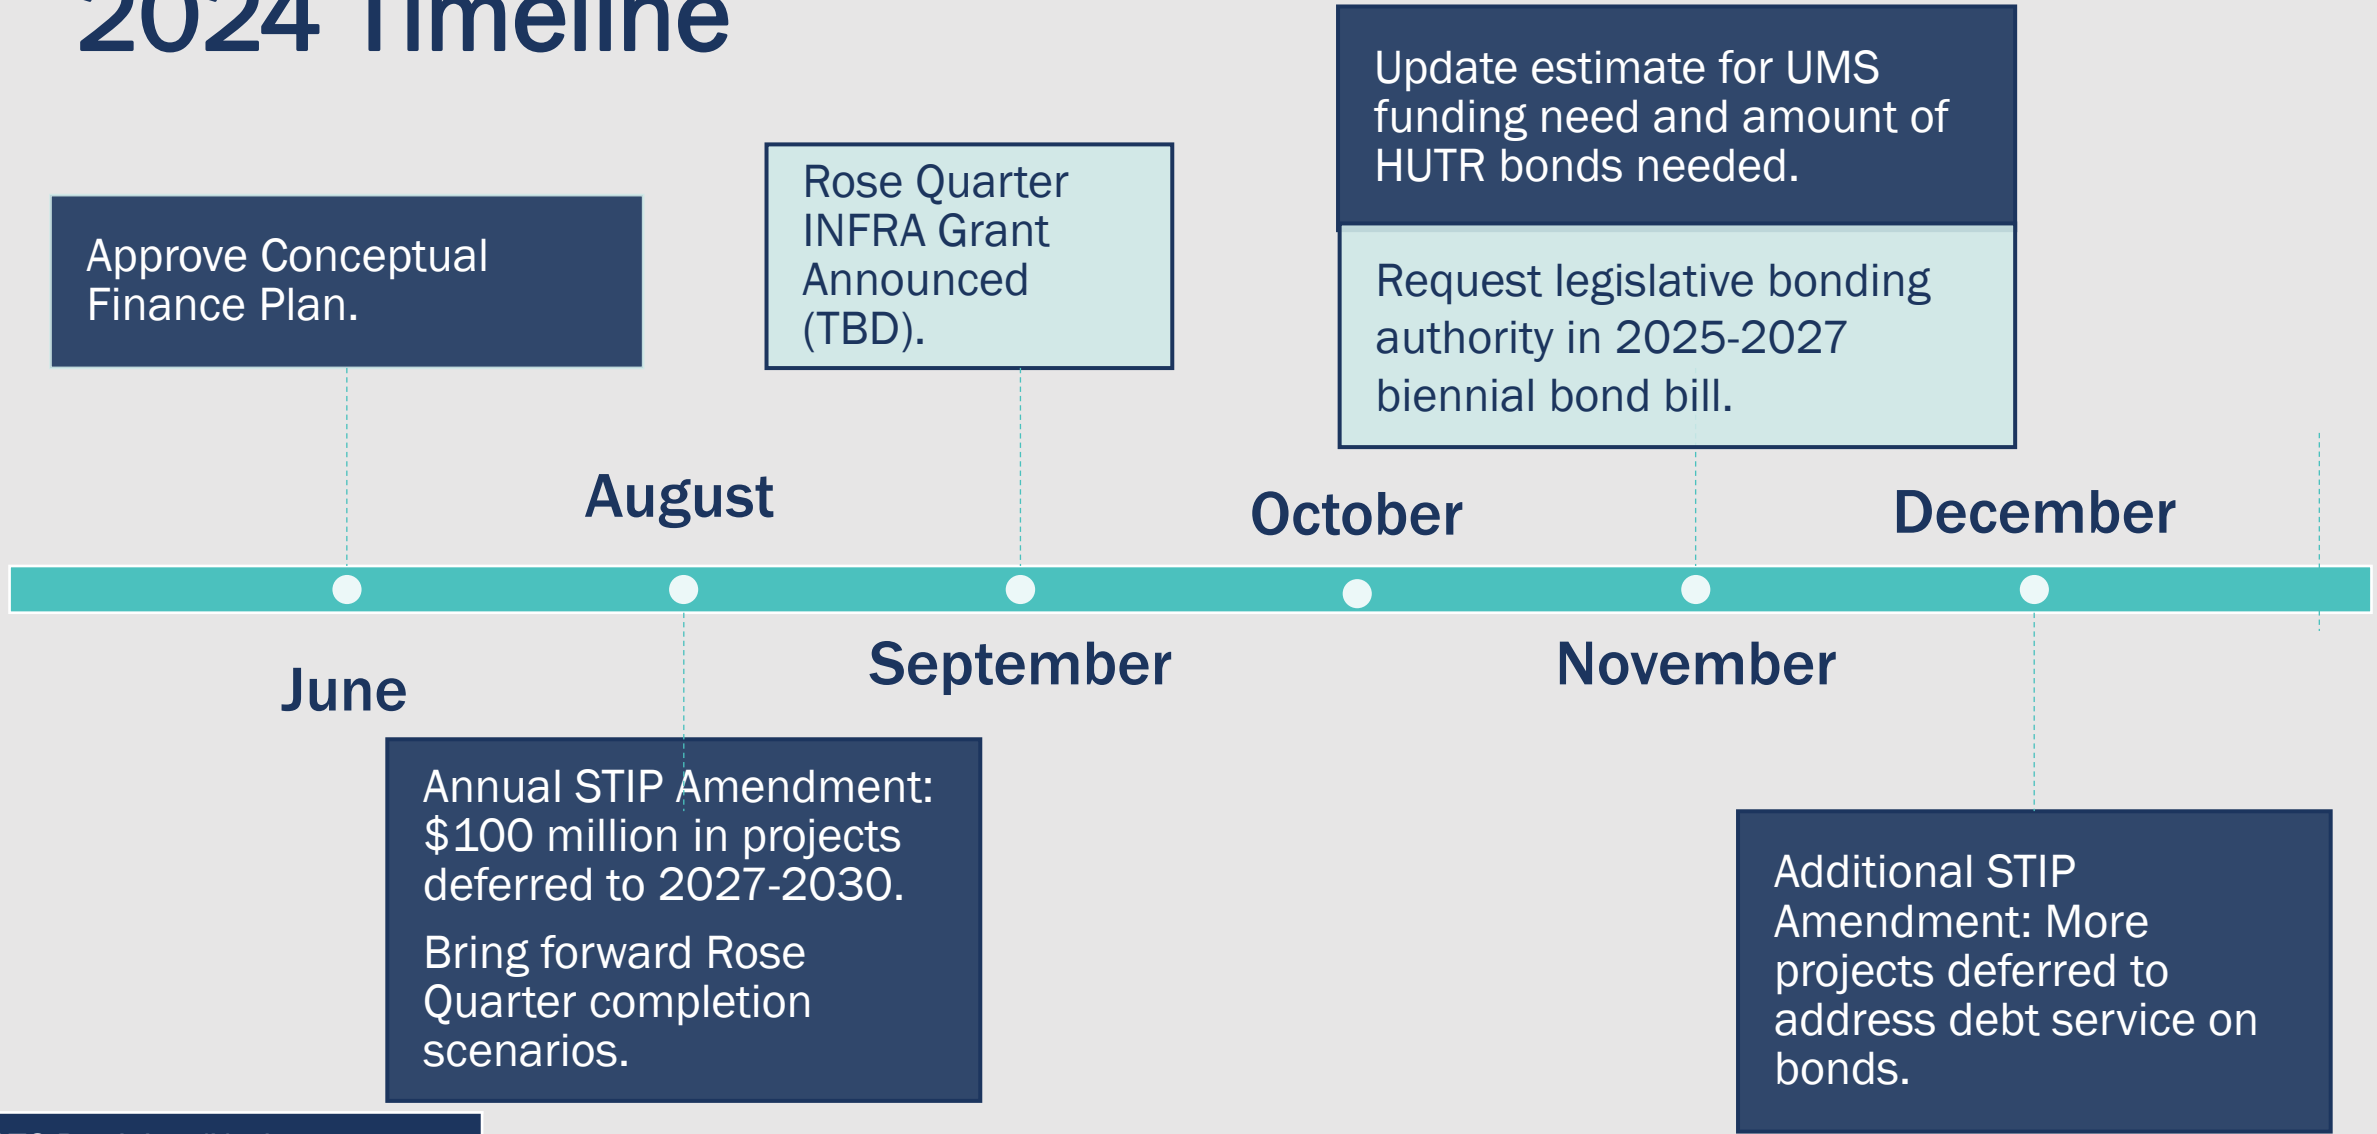 2024 Timeline
Update estimate for UMS
funding need and amount of
HUTR bonds needed.
Rose Quarter
INFRA Grant
Announced
(TBD).
Approve Conceptual
Finance Plan.
Request legislative bonding
authority in 2025-2027
biennial bond bill.
August
October
December
June
September
November
Annual STIP Amendment:
$100 million in projects
deferred to 2027-2030.
Bring forward Rose
Quarter completion
scenarios.
Additional STIP
Amendment: More
projects deferred to
address debt service on
bonds.